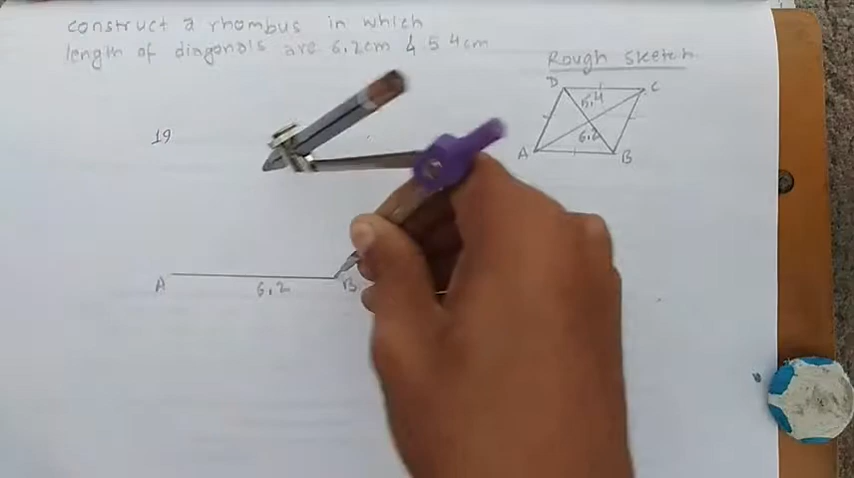 construct a rhombus in which
length of diagonals are 6.2cm & 5.4cm
Rough sketch
D C
5.4
6.2
A B
19
A 6.2 B